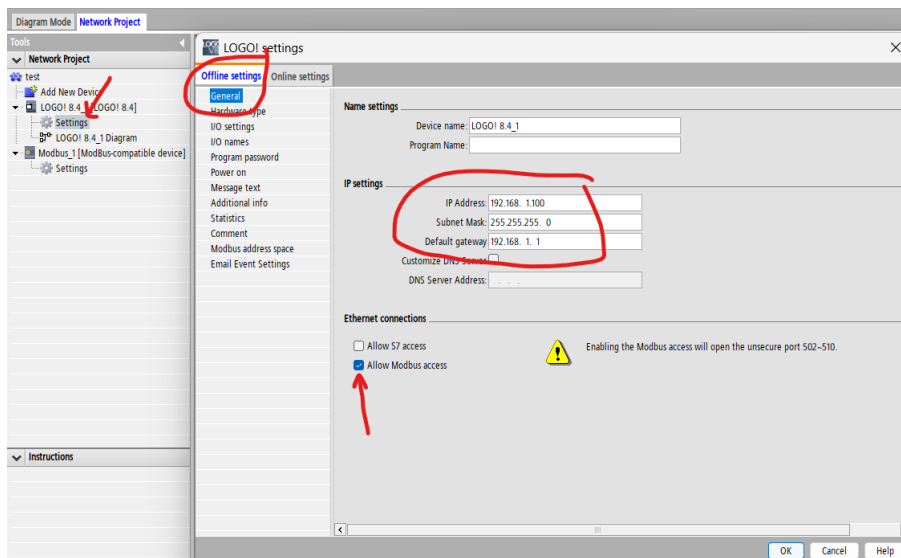 Diagram Mode Network Project
Tools
Network Project
test
Add New Device
LOGO! 8.4_ [LOGO! 8.4]
Settings
LOGO! 8.4_1 Diagram
Modbus_1 [ModBus-compatible device]
Settings
Instructions
LOGO! settings
Offline settings Online settings
General
Hardware type
I/O settings
I/O names
Program password
Power on
Message text
Additional info
Statistics
Comment
Modbus address space
Email Event Settings
Name settings
Device name: LOGO! 8.4_1
Program Name:
IP settings
IP Address: 192.168. 1.100
Subnet Mask: 255.255.255. 0
Default gateway 192.168. 1. 1
Customize DNS Server
DNS Server Address: . . .
Ethernet connections
Allow S7 access
Allow Modbus access
Enabling the Modbus access will open the unsecure port 502~510.
OK Cancel Help